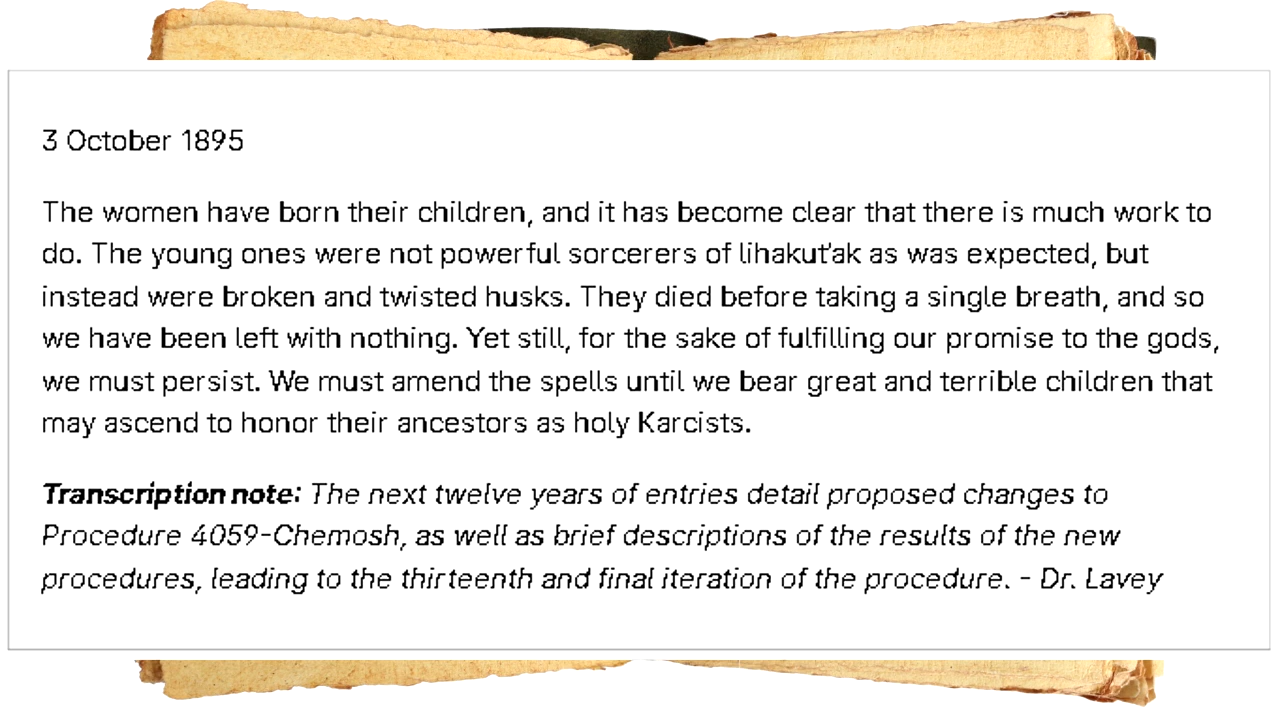 3 October 1895
The women have born their children, and it has become clear that there is much work to
do. The young ones were not powerful sorcerers of lihakut'ak as was expected, but
instead were broken and twisted husks. They died before taking a single breath, and so
we have been left with nothing. Yet still, for the sake of fulfilling our promise to the gods,
we must persist. We must amend the spells until we bear great and terrible children that
may ascend to honor their ancestors as holy Karcists.
Transcription note: The next twelve years of entries detail proposed changes to
Procedure 4059-Chemosh, as well as brief descriptions of the results of the new
procedures, leading to the thirteenth and final iteration of the procedure. - Dr. Lavey